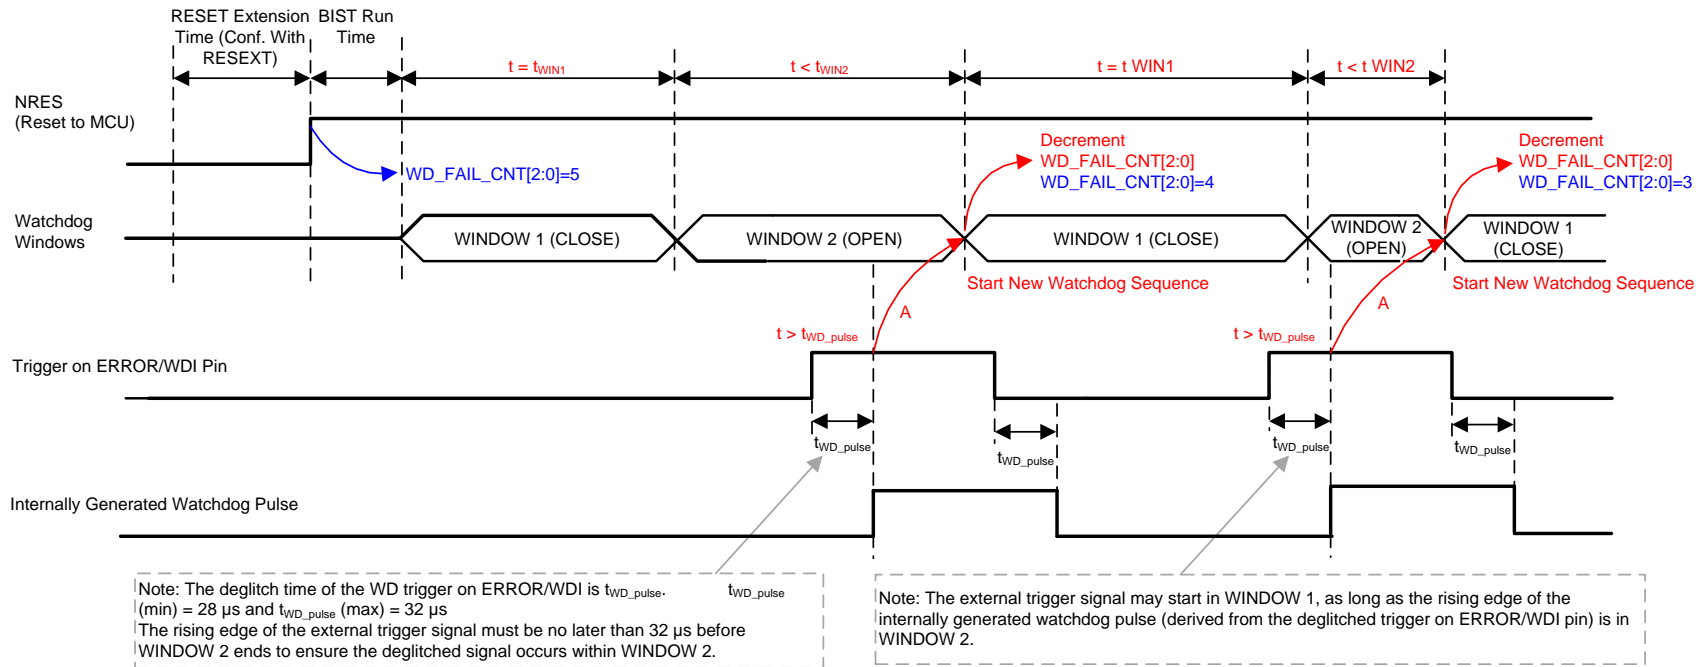 RESET Extension
Time (Conf. With
RESEXT)
BIST Run
Time
t = tWIN1
t < tWIN2
t = t WIN1
t < t WIN2
NRES
(Reset to MCU)
WD_FAIL_CNT[2:0]=5
Decrement
WD_FAIL_CNT[2:0]
WD_FAIL_CNT[2:0]=4
Decrement
WD_FAIL_CNT[2:0]
WD_FAIL_CNT[2:0]=3
Watchdog
Windows
WINDOW 1 (CLOSE)
WINDOW 2 (OPEN)
WINDOW 1 (CLOSE)
WINDOW 2
(OPEN)
WINDOW 1
(CLOSE)
Start New Watchdog Sequence
Start New Watchdog Sequence
A
A
t > tWD_pulse
t > tWD_pulse
Trigger on ERROR/WDI Pin
tWD_pulse
tWD_pulse
tWD_pulse
tWD_pulse
Internally Generated Watchdog Pulse
Note: The deglitch time of the WD trigger on ERROR/WDI is tWD_pulse. tWD_pulse
(min) = 28 µs and tWD_pulse (max) = 32 µs
The rising edge of the external trigger signal must be no later than 32 µs before
WINDOW 2 ends to ensure the deglitched signal occurs within WINDOW 2.
Note: The external trigger signal may start in WINDOW 1, as long as the rising edge of the
internally generated watchdog pulse (derived from the deglitched trigger on ERROR/WDI pin) is in
WINDOW 2.